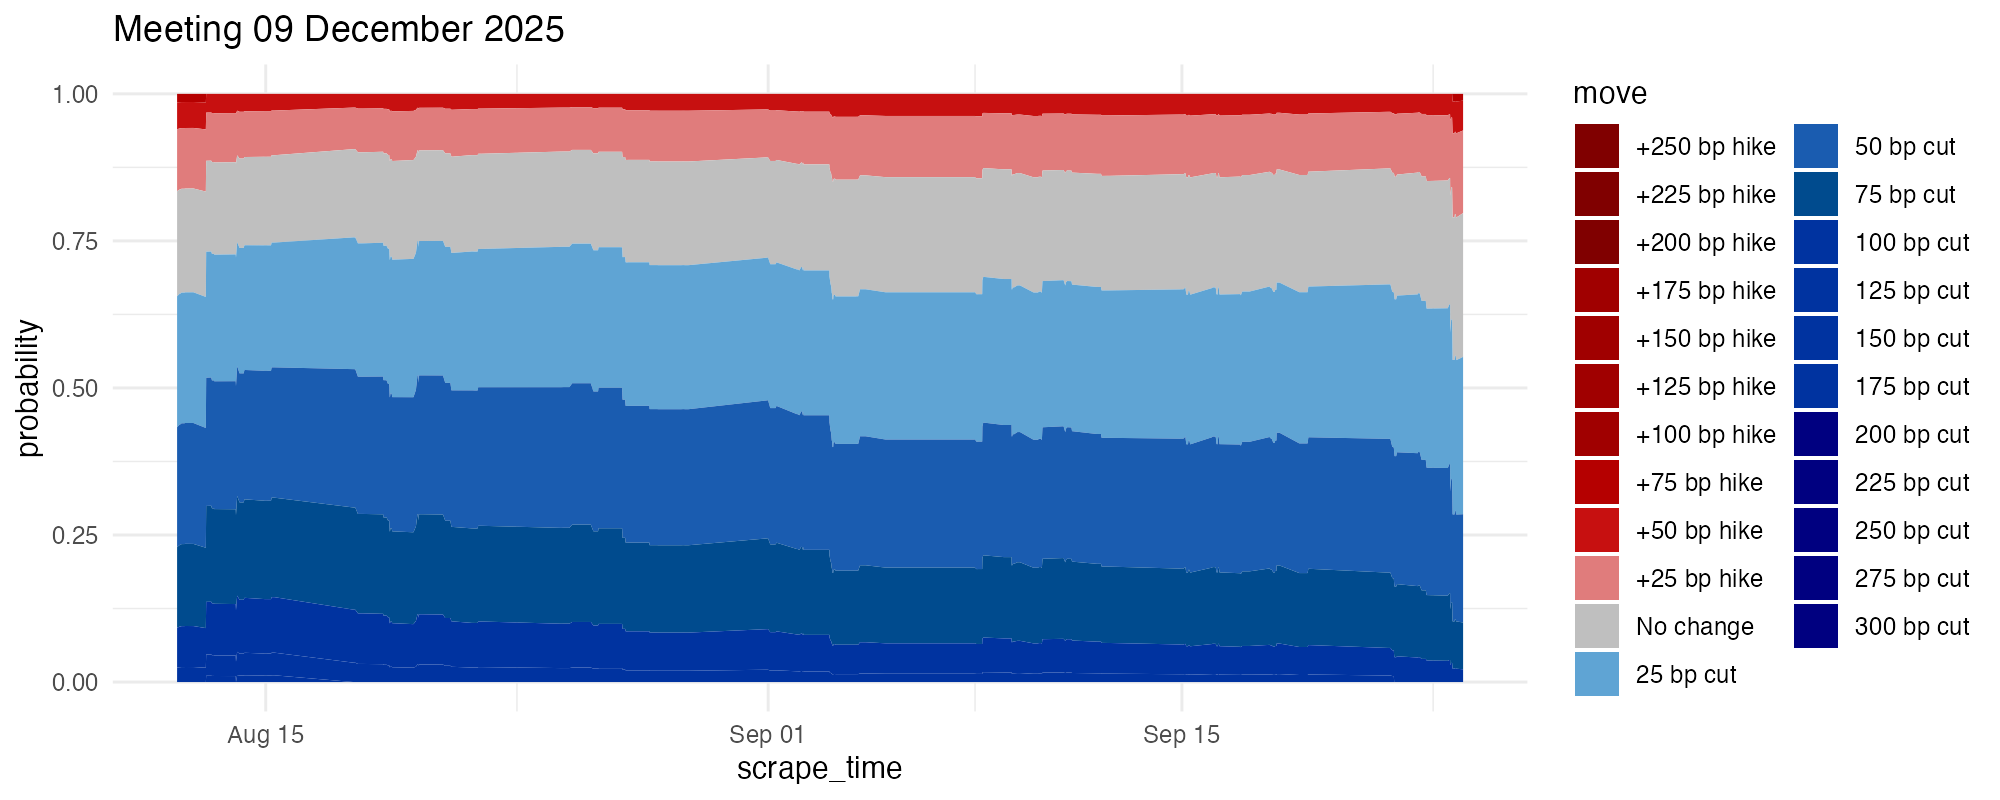 Meeting 09 December 2025
1.00
0.75
0.50
0.25
0.00
probability
Aug 15
Sep 01
Sep 15
scrape_time
move
+250 bp hike
+225 bp hike
+200 bp hike
+175 bp hike
+150 bp hike
+125 bp hike
+100 bp hike
+75 bp hike
+50 bp hike
+25 bp hike
No change
25 bp cut
50 bp cut
75 bp cut
100 bp cut
125 bp cut
150 bp cut
175 bp cut
200 bp cut
225 bp cut
250 bp cut
275 bp cut
300 bp cut